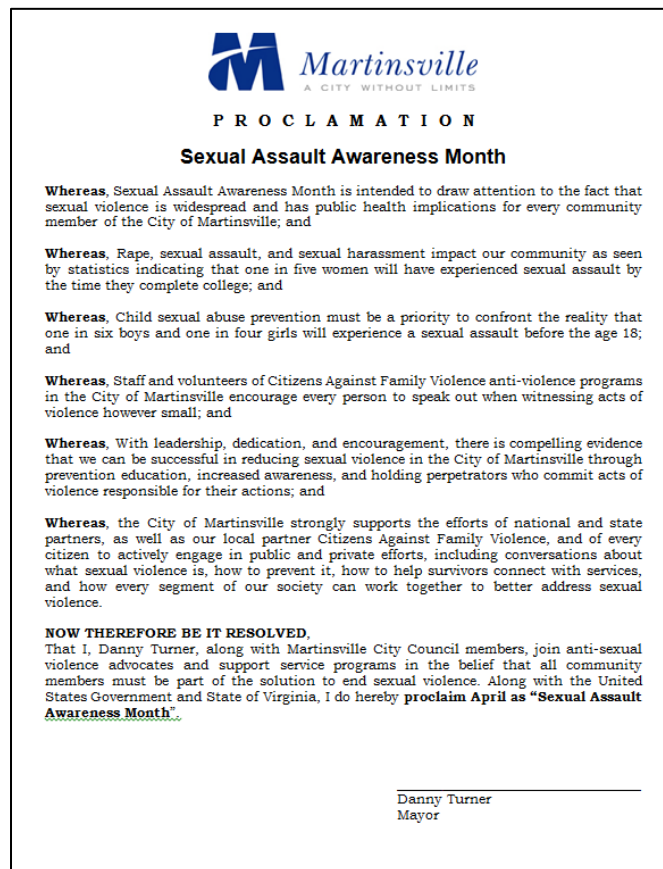 Martinsville
A CITY WITHOUT LIMITS
PROCLAMATION
Sexual Assault Awareness Month
Whereas, Sexual Assault Awareness Month is intended to draw attention to the fact that
sexual violence is widespread and has public health implications for every community
member of the City of Martinsville; and
Whereas, Rape, sexual assault, and sexual harassment impact our community as seen
by statistics indicating that one in five women will have experienced sexual assault by
the time they complete college; and
Whereas, Child sexual abuse prevention must be a priority to confront the reality that
one in six boys and one in four girls will experience a sexual assault before the age 18;
and
Whereas, Staff and volunteers of Citizens Against Family Violence anti-violence programs
in the City of Martinsville encourage every person to speak out when witnessing acts of
violence however small; and
Whereas, With leadership, dedication, and encouragement, there is compelling evidence
that we can be successful in reducing sexual violence in the City of Martinsville through
prevention education, increased awareness, and holding perpetrators who commit acts of
violence responsible for their actions; and
Whereas, the City of Martinsville strongly supports the efforts of national and state
partners, as well as our local partner Citizens Against Family Violence, and of every
citizen to actively engage in public and private efforts, including conversations about
what sexual violence is, how to prevent it, how to help survivors connect with services,
and how every segment of our society can work together to better address sexual
violence.
NOW THEREFORE BE IT RESOLVED,
That I, Danny Turner, along with Martinsville City Council members, join anti-sexual
violence advocates and support service programs in the belief that all community
members must be part of the solution to end sexual violence. Along with the United
States Government and State of Virginia, I do hereby proclaim April as “Sexual Assault
Awareness Month”.
Danny Turner
Mayor